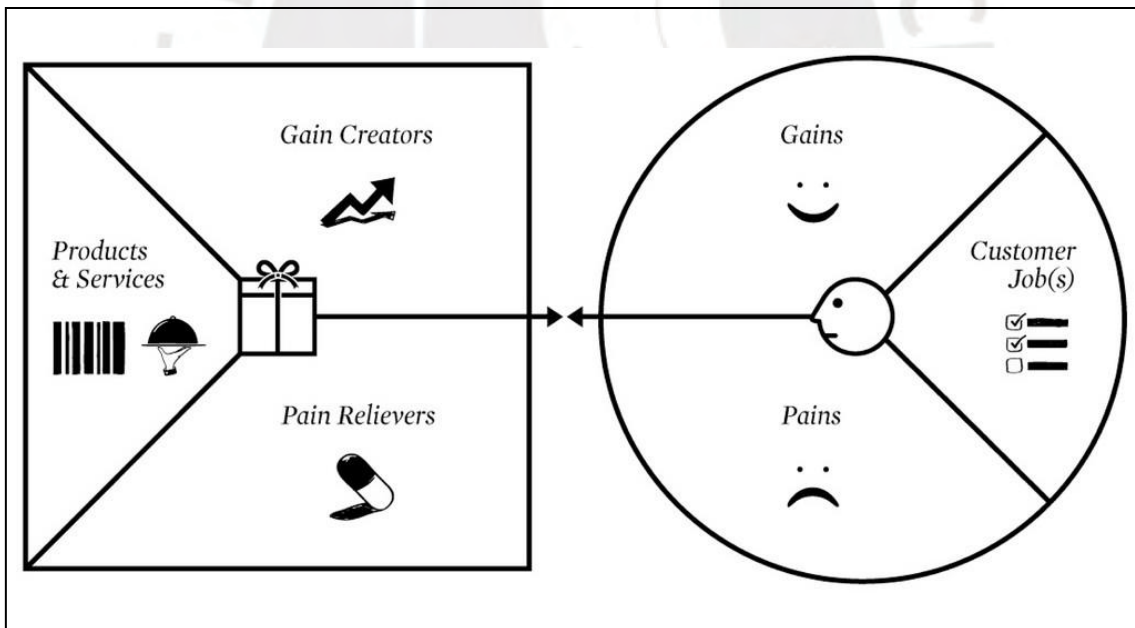 Gain Creators
Products
& Services
Pain Relievers
Gains
Customer
Job(s)
Pains